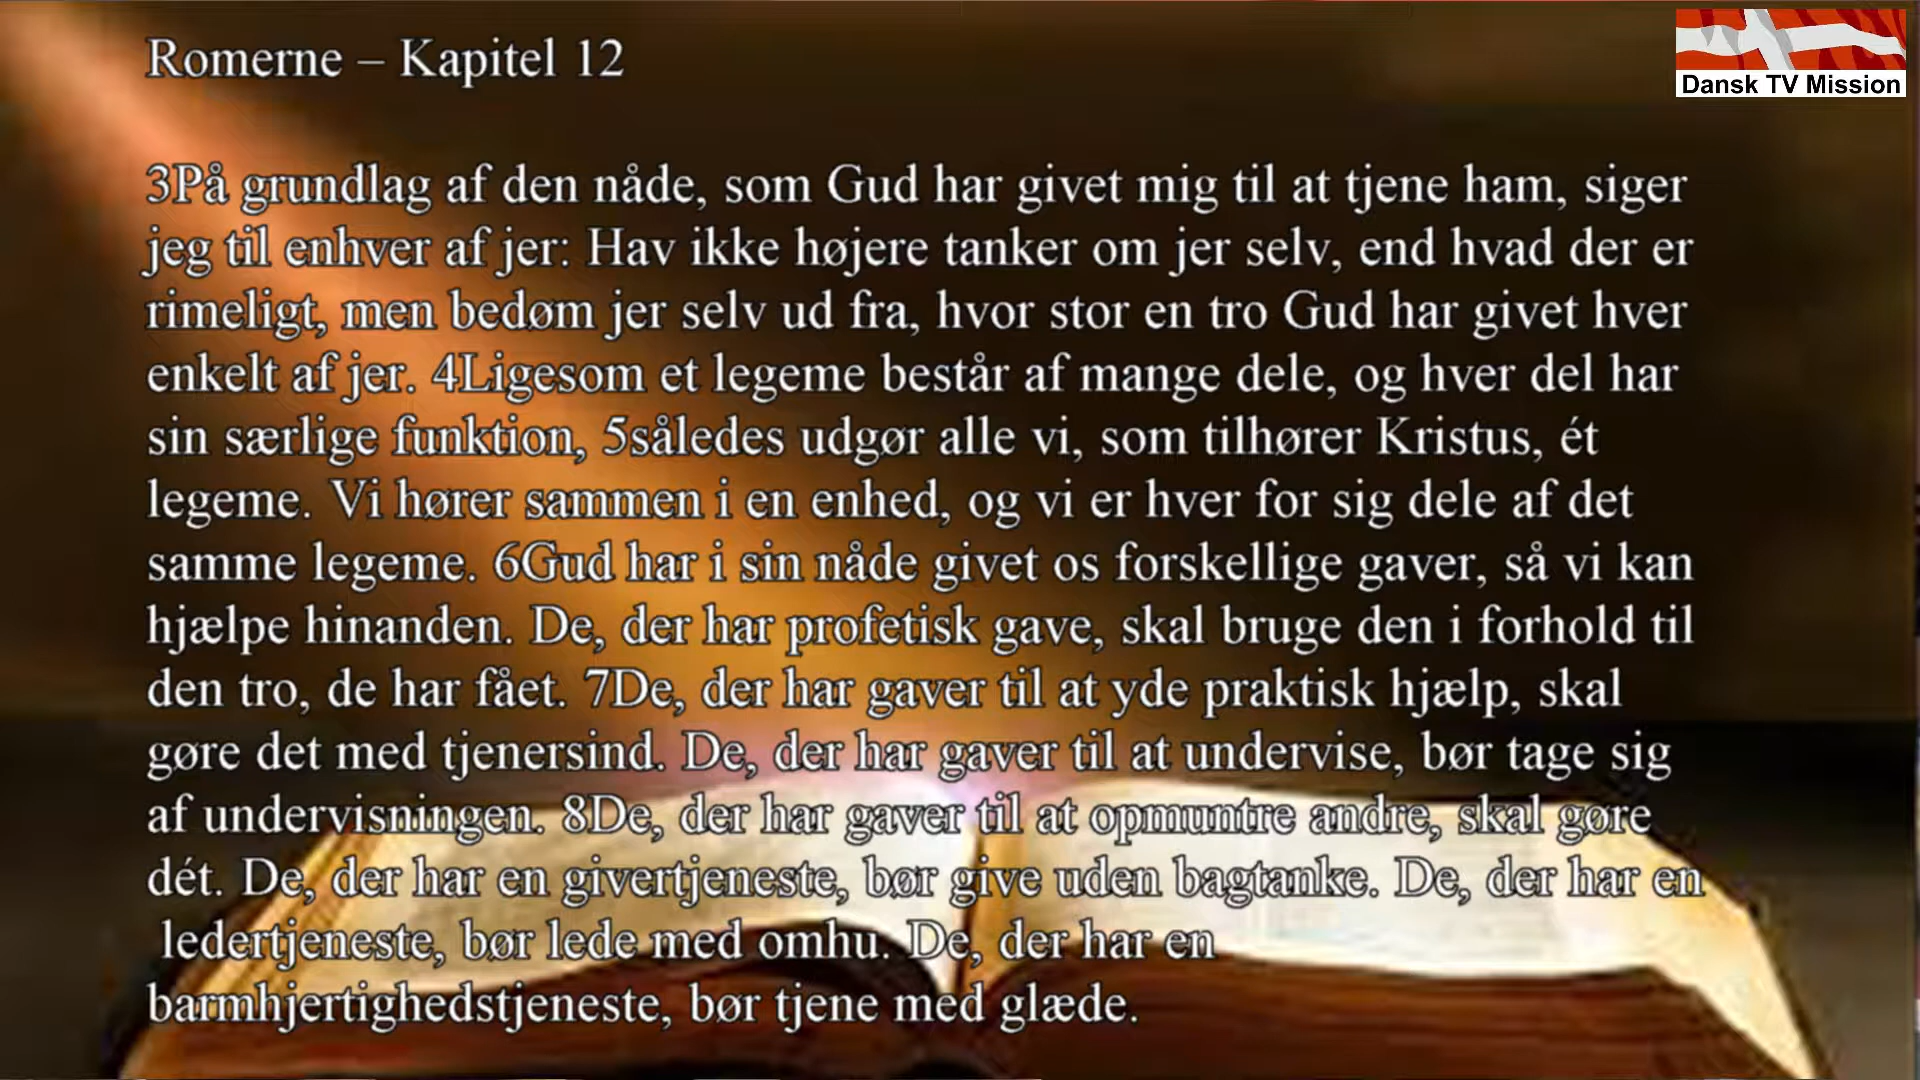 Romerne – Kapitel 12
Dansk TV Mission
3På grundlag af den nåde, som Gud har givet mig til at tjene ham, siger
jeg til enhver af jer: Hav ikke højere tanker om jer selv, end hvad der er
rimeligt, men bedøm jer selv ud fra, hvor stor en tro Gud har givet hver
enkelt af jer. 4Ligesom et legeme består af mange dele, og hver del har
sin særlige funktion, 5således udgør alle vi, som tilhører Kristus, ét
legeme. Vi hører sammen i en enhed, og vi er hver for sig dele af det
samme legeme. 6Gud har i sin nåde givet os forskellige gaver, så vi kan
hjælpe hinanden. De, der har profetisk gave, skal bruge den i forhold til
den tro, de har fået. 7De, der har gaver til at yde praktisk hjælp, skal
gøre det med tjenersind. De, der har gaver til at undervise, bør tage sig
af undervisningen. 8De, der har gaver til at opmuntre andre, skal gøre
dét. De, der har en givertjeneste, bør give uden bagtanke. De, der har en
ledertjeneste, bør lede med omhu. De, der har en
barmhjertighedstjeneste, bør tjene med glæde.